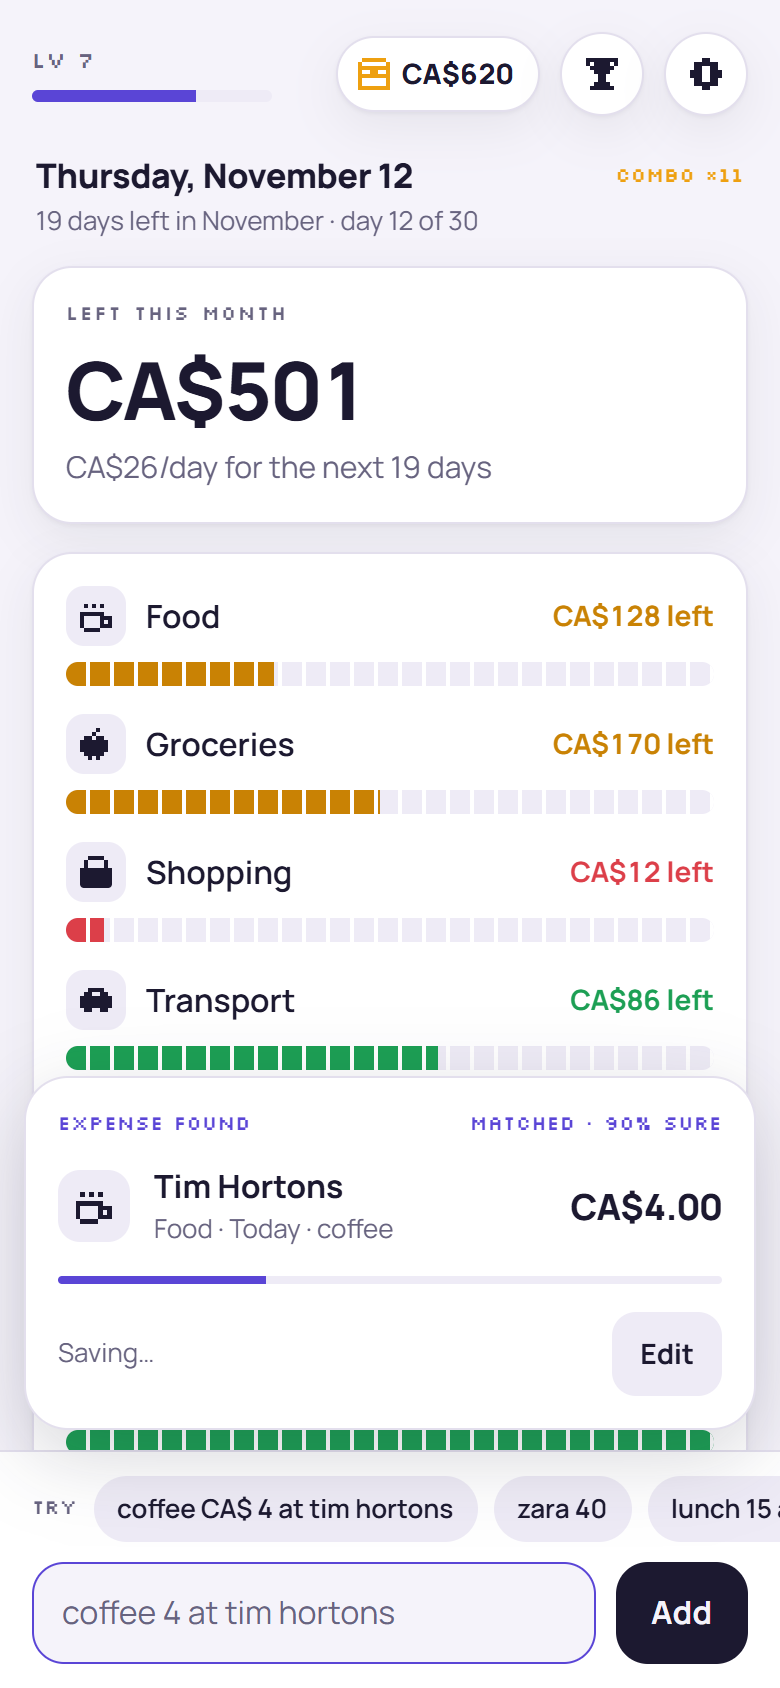 LV 7
CA$620
Thursday, November 12
COMBO ×11
19 days left in November · day 12 of 30
LEFT THIS MONTH
CA$501
CA$26/day for the next 19 days
Food
CA$128 left
Groceries
CA$170 left
Shopping
CA$12 left
Transport
CA$86 left
EXPENSE FOUND
MATCHED · 90% SURE
Tim Hortons
CA$4.00
Food · Today · coffee
Saving…
Edit
TRY
coffee CA$ 4 at tim hortons
zara 40
lunch 15
coffee 4 at tim hortons
Add